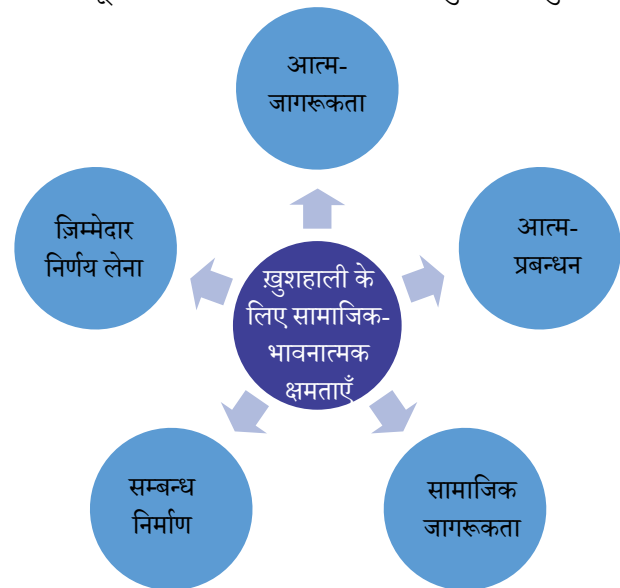 आत्म-
जागरूकता
ज़िम्मेदार
निर्णय लेना
आत्म-
प्रबन्धन
ख़ुशहाली के
लिए सामाजिक-
भावनात्मक
क्षमताएँ
सम्बन्ध
निर्माण
सामाजिक
जागरूकता